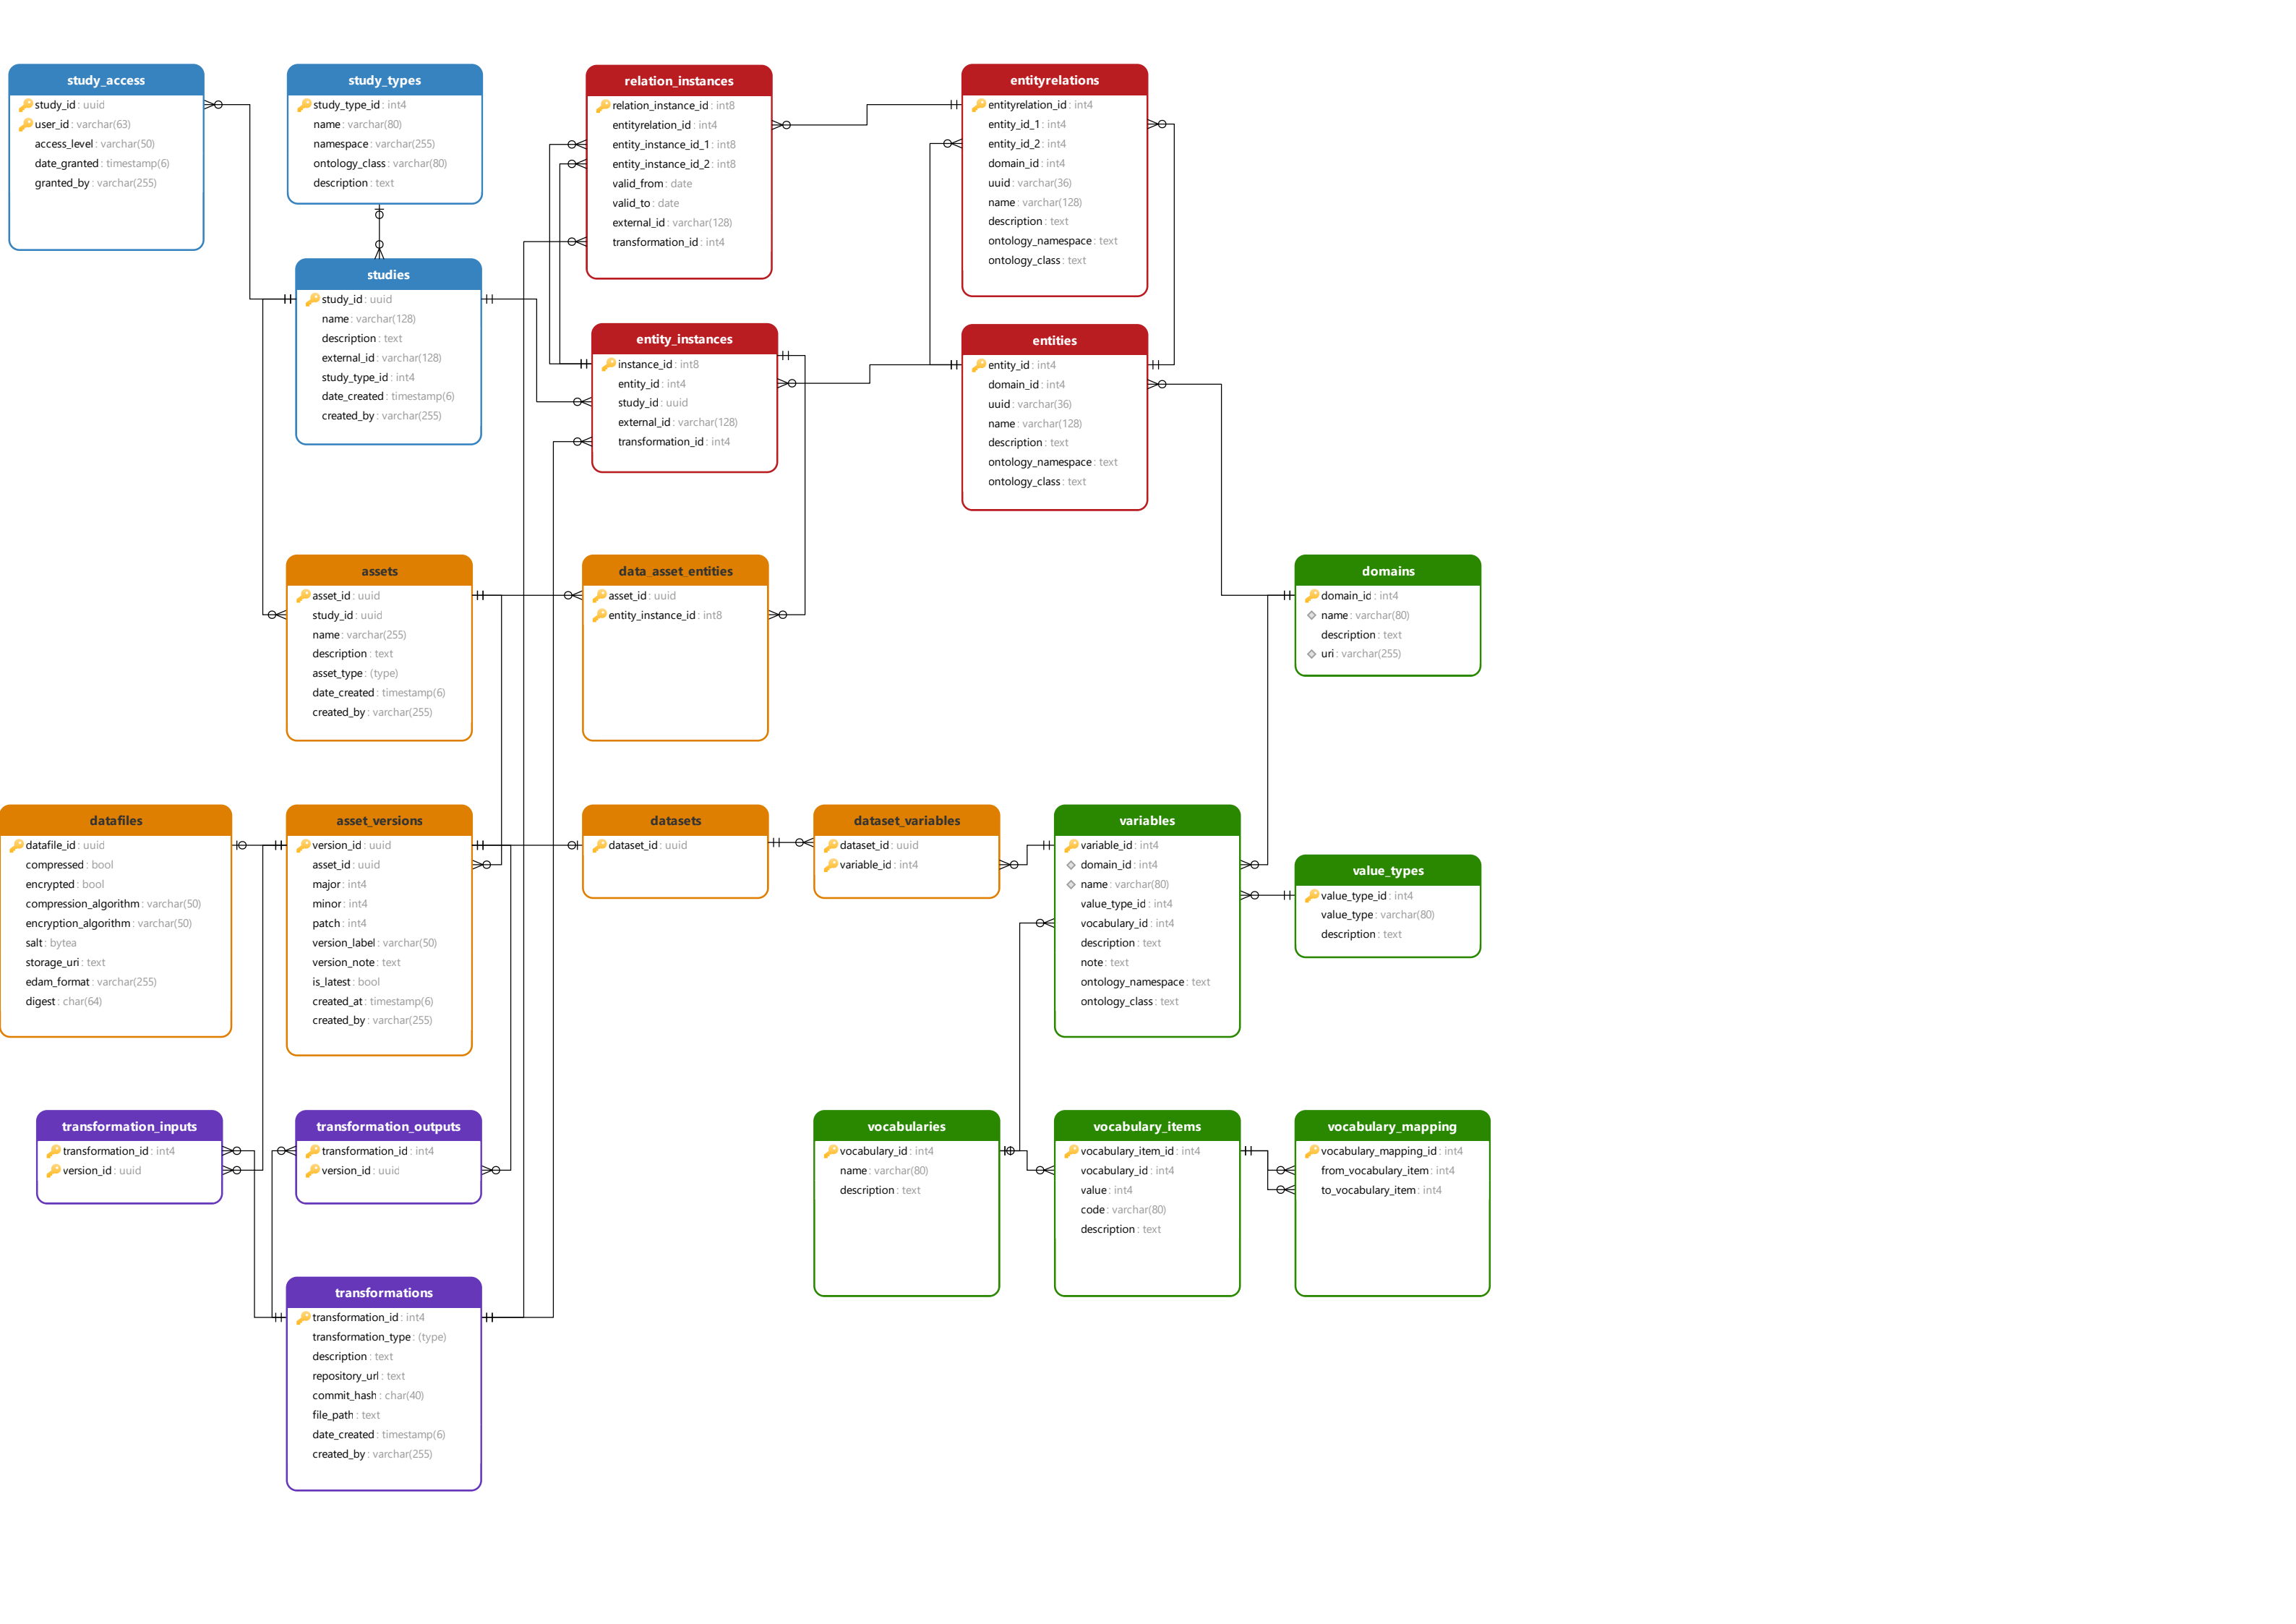 study_access
study_id : uuid
user_id : varchar(63)
access_level : varchar(50)
date_granted : timestamp(6)
granted_by : varchar(255)
study_types
study_type_id : int4
name : varchar(80)
namespace : varchar(255)
ontology_class : varchar(80)
description : text
relation_instances
relation_instance_id : int8
entityrelation_id : int4
entity_instance_id_1 : int8
entity_instance_id_2 : int8
valid_from : date
valid_to : date
external_id : varchar(128)
transformation_id : int4
entityrelations
entityrelation_id : int4
entity_id_1 : int4
entity_id_2 : int4
domain_id : int4
uuid : varchar(36)
name : varchar(128)
description : text
ontology_namespace : text
ontology_class : text
studies
study_id : uuid
name : varchar(128)
description : text
external_id : varchar(128)
study_type_id : int4
date_created : timestamp(6)
created_by : varchar(255)
entity_instances
instance_id : int8
entity_id : int4
study_id : uuid
external_id : varchar(128)
transformation_id : int4
entities
entity_id : int4
domain_id : int4
uuid : varchar(36)
name : varchar(128)
description : text
ontology_namespace : text
ontology_class : text
assets
asset_id : uuid
study_id : uuid
name : varchar(255)
description : text
asset_type : (type)
date_created : timestamp(6)
created_by : varchar(255)
data_asset_entities
asset_id : uuid
entity_instance_id : int8
domains
domain_id : int4
name : varchar(80)
description : text
uri : varchar(255)
datafiles
datafile_id : uuid
compressed : bool
encrypted : bool
compression_algorithm : varchar(50)
encryption_algorithm : varchar(50)
salt : bytea
storage_uri : text
edam_format : varchar(255)
digest : char(64)
asset_versions
version_id : uuid
asset_id : uuid
major : int4
minor : int4
patch : int4
version_label : varchar(50)
version_note : text
is_latest : bool
created_at : timestamp(6)
created_by : varchar(255)
datasets
dataset_id : uuid
dataset_variables
dataset_id : uuid
variable_id : int4
variables
variable_id : int4
domain_id : int4
name : varchar(80)
value_type_id : int4
vocabulary_id : int4
description : text
note : text
ontology_namespace : text
ontology_class : text
value_types
value_type_id : int4
value_type : varchar(80)
description : text
transformation_inputs
transformation_id : int4
version_id : uuid
transformation_outputs
transformation_id : int4
version_id : uuid
vocabularies
vocabulary_id : int4
name : varchar(80)
description : text
vocabulary_items
vocabulary_item_id : int4
vocabulary_id : int4
value : int4
code : varchar(80)
description : text
vocabulary_mapping
vocabulary_mapping_id : int4
from_vocabulary_item : int4
to_vocabulary_item : int4
transformations
transformation_id : int4
transformation_type : (type)
description : text
repository_url : text
commit_hash : char(40)
file_path : text
date_created : timestamp(6)
created_by : varchar(255)